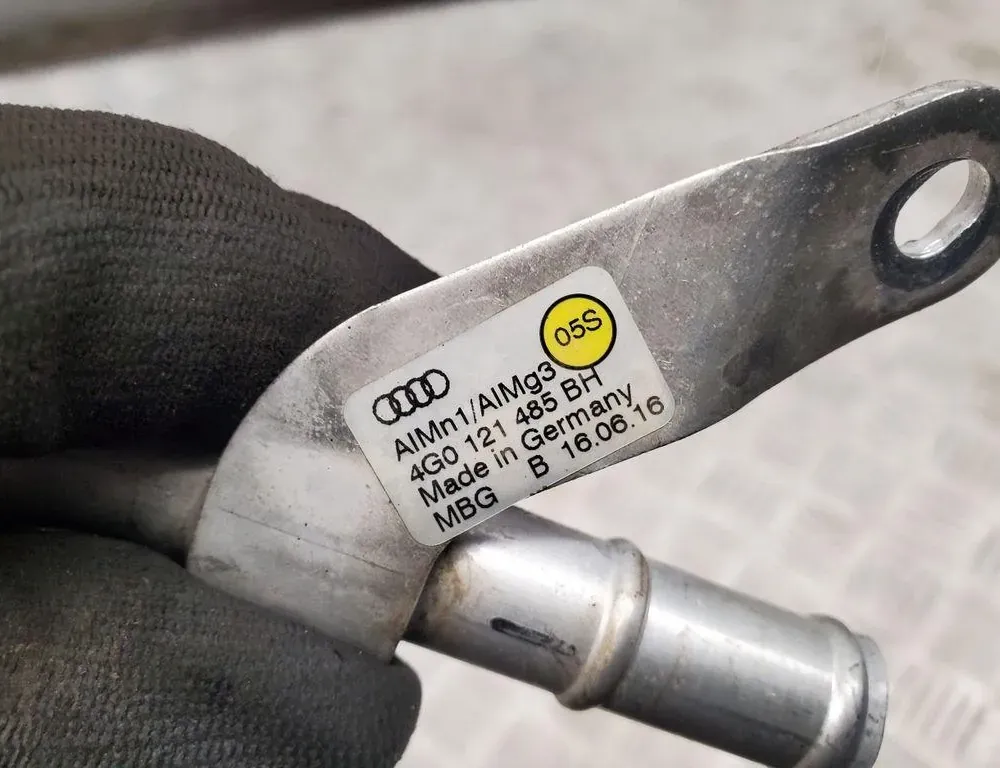 05S
AlMn1/AlMg3
4G0 121 485 BH
Made in Germany
MBG B 16.06.16